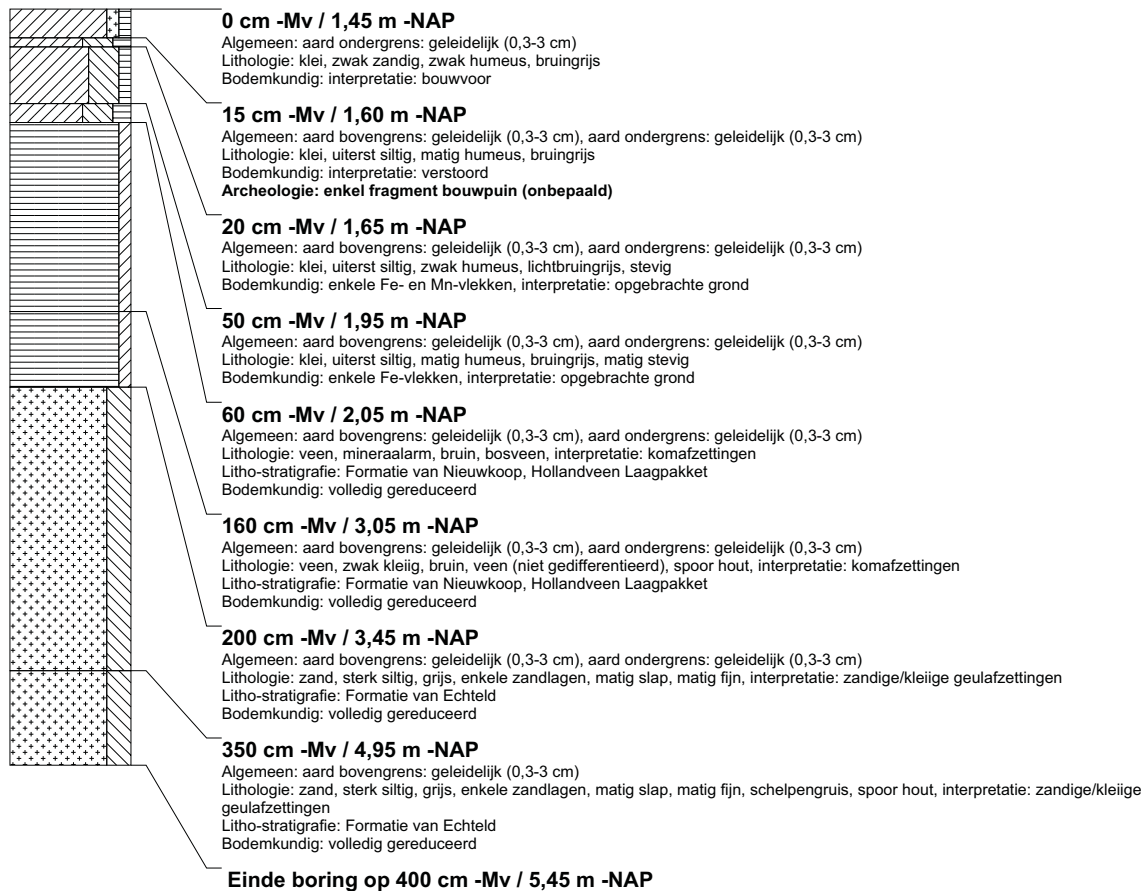 0 cm -Mv / 1,45 m -NAP
Algemeen: aard ondergrens: geleidelijk (0,3-3 cm)
Lithologie: klei, zwak zandig, zwak humeus, bruingrijs
Bodemkundig: interpretatie: bouwvoor
15 cm -Mv / 1,60 m -NAP
Algemeen: aard bovengrens: geleidelijk (0,3-3 cm), aard ondergrens: geleidelijk (0,3-3 cm)
Lithologie: klei, uiterst siltig, matig humeus, bruingrijs
Bodemkundig: interpretatie: verstoord
Archeologie: enkel fragment bouwpuin (onbepaald)
20 cm -Mv / 1,65 m -NAP
Algemeen: aard bovengrens: geleidelijk (0,3-3 cm), aard ondergrens: geleidelijk (0,3-3 cm)
Lithologie: klei, uiterst siltig, zwak humeus, lichtbruingrijs, stevig
Bodemkundig: enkele Fe- en Mn-vlekken, interpretatie: opgebrachte grond
50 cm -Mv / 1,95 m -NAP
Algemeen: aard bovengrens: geleidelijk (0,3-3 cm), aard ondergrens: geleidelijk (0,3-3 cm)
Lithologie: klei, uiterst siltig, matig humeus, bruingrijs, matig stevig
Bodemkundig: enkele Fe-vlekken, interpretatie: opgebrachte grond
60 cm -Mv / 2,05 m -NAP
Algemeen: aard bovengrens: geleidelijk (0,3-3 cm), aard ondergrens: geleidelijk (0,3-3 cm)
Lithologie: veen, mineraalarm, bruin, bosveen, interpretatie: komafzettingen
Litho-stratigrafie: Formatie van Nieuwkoop, Hollandveen Laagpakket
Bodemkundig: volledig gereduceerd
160 cm -Mv / 3,05 m -NAP
Algemeen: aard bovengrens: geleidelijk (0,3-3 cm), aard ondergrens: geleidelijk (0,3-3 cm)
Lithologie: veen, zwak kleiig, bruin, veen (niet gedifferentieerd), spoor hout, interpretatie: komafzettingen
Litho-stratigrafie: Formatie van Nieuwkoop, Hollandveen Laagpakket
Bodemkundig: volledig gereduceerd
200 cm -Mv / 3,45 m -NAP
Algemeen: aard bovengrens: geleidelijk (0,3-3 cm), aard ondergrens: geleidelijk (0,3-3 cm)
Lithologie: zand, sterk siltig, grijs, enkele zandlagen, matig slap, matig fijn, interpretatie: zandige/kleiige geulafzettingen
Litho-stratigrafie: Formatie van Echteld
Bodemkundig: volledig gereduceerd
350 cm -Mv / 4,95 m -NAP
Algemeen: aard bovengrens: geleidelijk (0,3-3 cm)
Lithologie: zand, sterk siltig, grijs, enkele zandlagen, matig slap, matig fijn, schelpengruis, spoor hout, interpretatie: zandige/kleiige
geulafzettingen
Litho-stratigrafie: Formatie van Echteld
Bodemkundig: volledig gereduceerd
Einde boring op 400 cm -Mv / 5,45 m -NAP